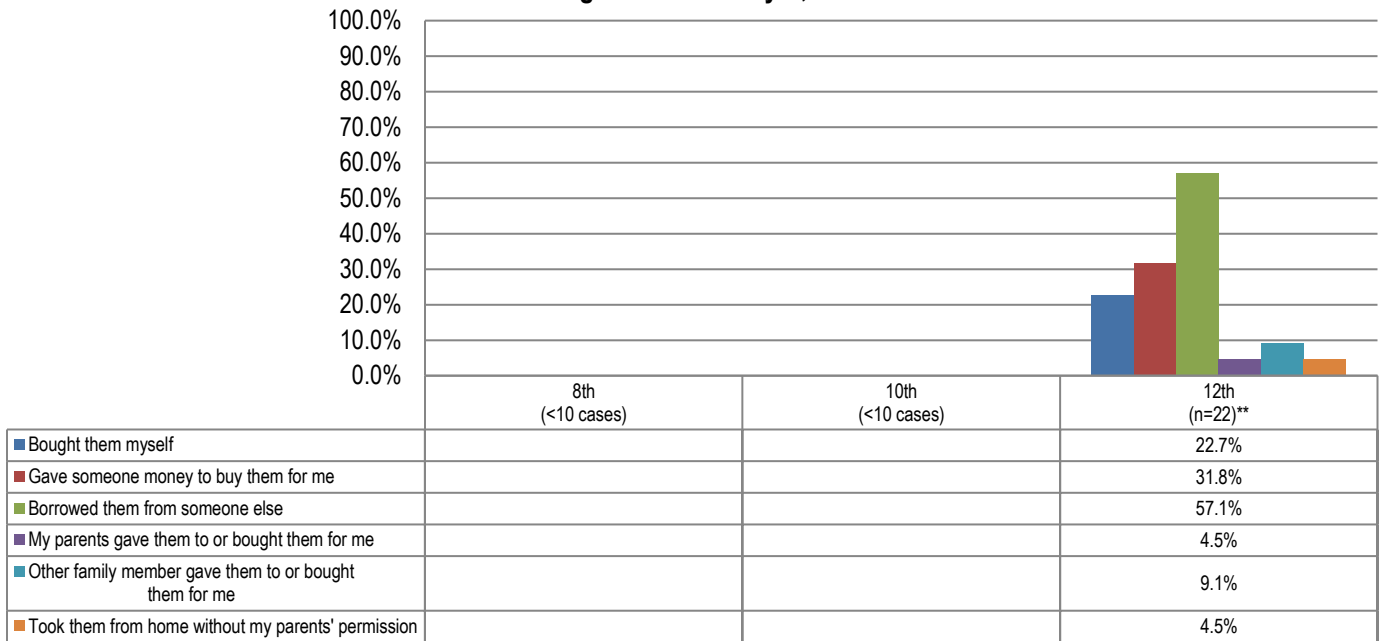 100.0%
90.0%
80.0%
70.0%
60.0%
50.0%
40.0%
30.0%
20.0%
10.0%
0.0%
8th
(<10 cases)
10th
(<10 cases)
12th
(n=22)**
Bought them myself 22.7%
Gave someone money to buy them for me 31.8%
Borrowed them from someone else 57.1%
My parents gave them to or bought them for me 4.5%
Other family member gave them to or bought
them for me 9.1%
Took them from home without my parents' permission 4.5%